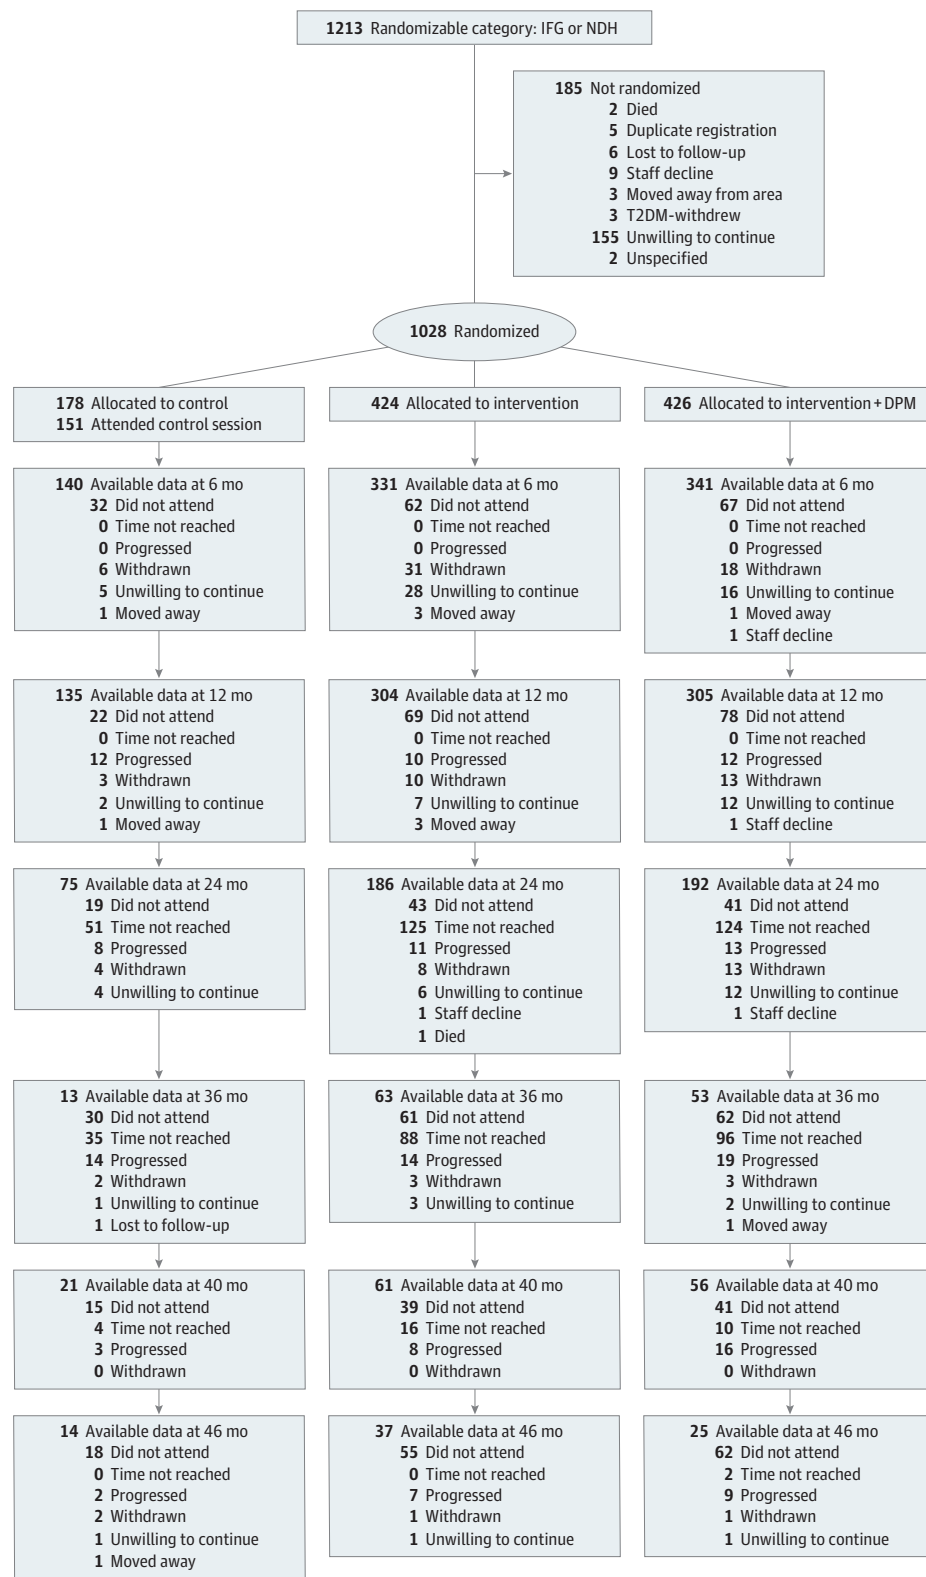 1213 Randomizable category: IFG or NDH
185 Not randomized
2 Died
5 Duplicate registration
6 Lost to follow-up
9 Staff decline
3 Moved away from area
3 T2DM-withdrew
155 Unwilling to continue
2 Unspecified
1028 Randomized
178 Allocated to control
151 Attended control session
424 Allocated to intervention
426 Allocated to intervention + DPM
140 Available data at 6 mo
32 Did not attend
0 Time not reached
0 Progressed
6 Withdrawn
5 Unwilling to continue
1 Moved away
331 Available data at 6 mo
62 Did not attend
0 Time not reached
0 Progressed
31 Withdrawn
28 Unwilling to continue
3 Moved away
341 Available data at 6 mo
67 Did not attend
0 Time not reached
0 Progressed
18 Withdrawn
16 Unwilling to continue
1 Moved away
1 Staff decline
135 Available data at 12 mo
22 Did not attend
0 Time not reached
12 Progressed
3 Withdrawn
2 Unwilling to continue
1 Moved away
304 Available data at 12 mo
69 Did not attend
0 Time not reached
10 Progressed
10 Withdrawn
7 Unwilling to continue
3 Moved away
305 Available data at 12 mo
78 Did not attend
0 Time not reached
12 Progressed
13 Withdrawn
12 Unwilling to continue
1 Staff decline
75 Available data at 24 mo
19 Did not attend
51 Time not reached
8 Progressed
4 Withdrawn
4 Unwilling to continue
186 Available data at 24 mo
43 Did not attend
125 Time not reached
11 Progressed
8 Withdrawn
6 Unwilling to continue
1 Staff decline
1 Died
192 Available data at 24 mo
41 Did not attend
124 Time not reached
13 Progressed
13 Withdrawn
12 Unwilling to continue
1 Staff decline
13 Available data at 36 mo
30 Did not attend
35 Time not reached
14 Progressed
2 Withdrawn
1 Unwilling to continue
1 Lost to follow-up
63 Available data at 36 mo
61 Did not attend
88 Time not reached
14 Progressed
3 Withdrawn
3 Unwilling to continue
53 Available data at 36 mo
62 Did not attend
96 Time not reached
19 Progressed
3 Withdrawn
2 Unwilling to continue
1 Moved away
21 Available data at 40 mo
15 Did not attend
4 Time not reached
3 Progressed
0 Withdrawn
61 Available data at 40 mo
39 Did not attend
16 Time not reached
8 Progressed
0 Withdrawn
56 Available data at 40 mo
41 Did not attend
10 Time not reached
16 Progressed
0 Withdrawn
14 Available data at 46 mo
18 Did not attend
0 Time not reached
2 Progressed
2 Withdrawn
1 Unwilling to continue
1 Moved away
37 Available data at 46 mo
55 Did not attend
0 Time not reached
7 Progressed
1 Withdrawn
1 Unwilling to continue
25 Available data at 46 mo
62 Did not attend
2 Time not reached
9 Progressed
1 Withdrawn
1 Unwilling to continue